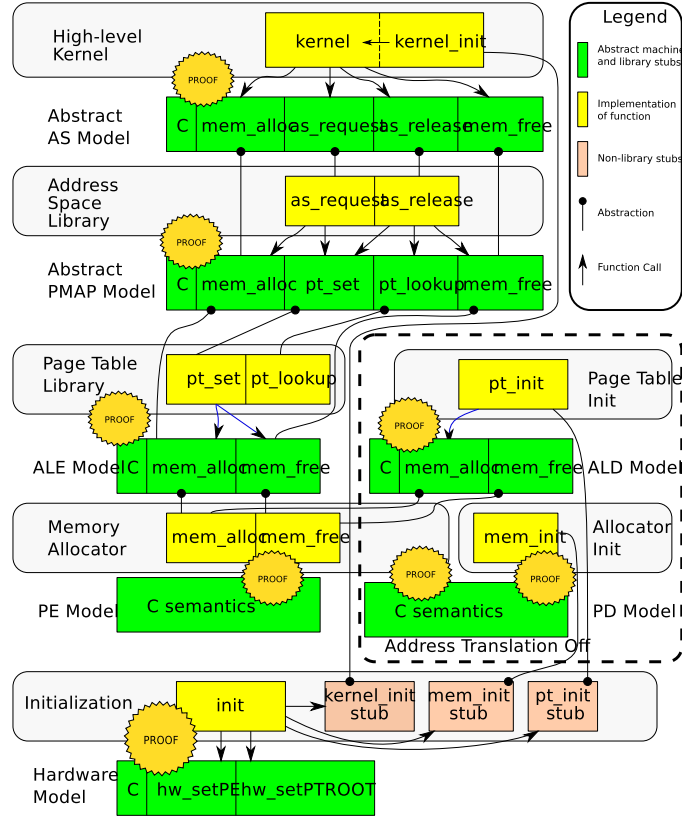 High-level
Kernel
kernel
kernel_init
PROOF
Abstract
AS Model
C
mem_alloc
as_request
as_release
mem_free
Address
Space
Library
as_request
as_release
PROOF
Abstract
PMAP Model
C
mem_alloc
pt_set
pt_lookup
mem_free
Legend
Abstract machine
and library stubs
Implementation
of function
Non-library stubs
Abstraction
Function Call
Page Table
Library
pt_set
pt_lookup
PROOF
ALE Model
C
mem_alloc
mem_free
pt_init
Page Table
Init
PROOF
C
mem_alloc
mem_free
ALD Model
Memory
Allocator
mem_alloc
mem_free
PROOF
PE Model
C semantics
mem_init
Allocator
Init
PROOF
PROOF
C semantics
PD Model
Address Translation Off
Initialization
init
kernel_init
stub
mem_init
stub
pt_init
stub
PROOF
Hardware
Model
C
hw_setPE
hw_setPTROOT